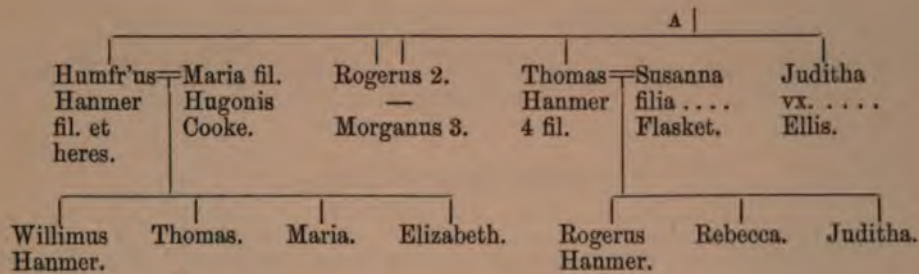 A
Humfr'us
Hanmer
fil. et
heres.
Maria fil.
Hugonis
Cooke.
Rogerus 2.
—
Morganus 3.
Thomas
Hanmer
4 fil.
Susanna
filia ....
Flasket.
Juditha
vx. .....
Ellis.
Willimus
Hanmer.
Thomas.
Maria.
Elizabeth.
Rogerus
Hanmer.
Rebecca.
Juditha.